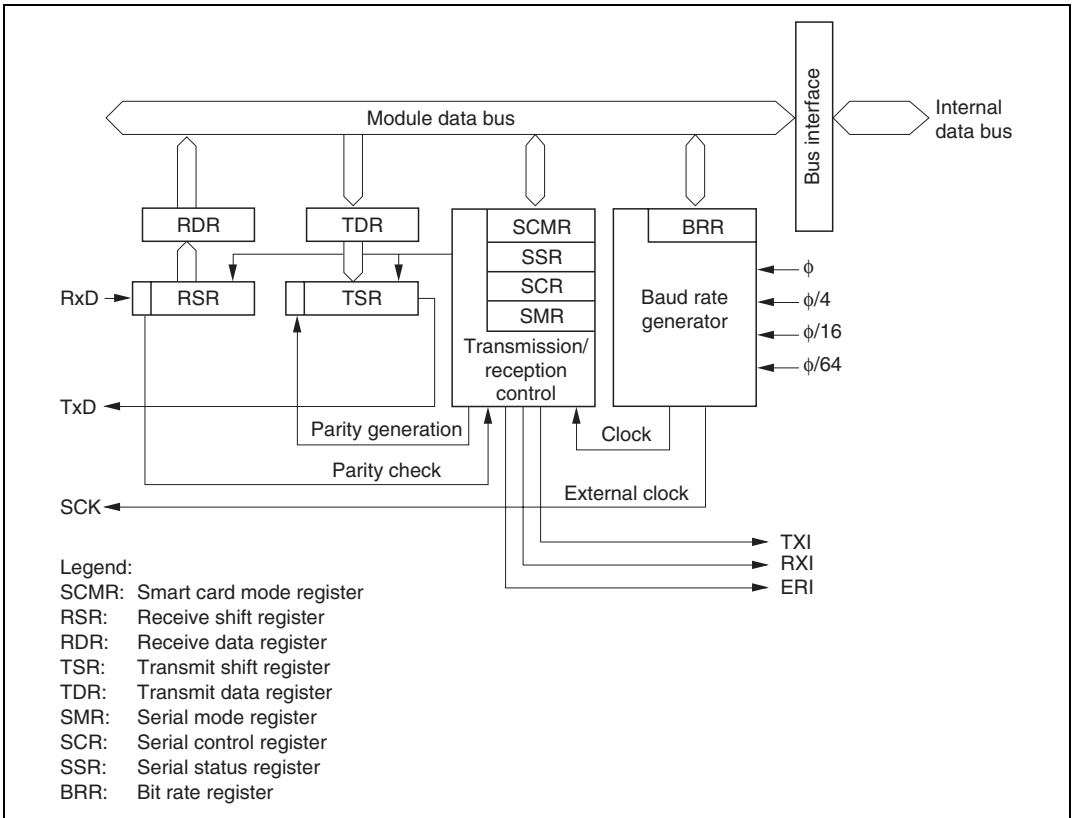 Module data bus
Bus interface
Internal
data bus
RDR
TDR
SCMR
SSR
SCR
SMR
Transmission/
reception
control
BRR
Baud rate
generator
ϕ
ϕ/4
ϕ/16
ϕ/64
RxD
RSR
TSR
TxD
Parity generation
Parity check
Clock
External clock
SCK
TXI
RXI
ERI
Legend:
SCMR: Smart card mode register
RSR: Receive shift register
RDR: Receive data register
TSR: Transmit shift register
TDR: Transmit data register
SMR: Serial mode register
SCR: Serial control register
SSR: Serial status register
BRR: Bit rate register